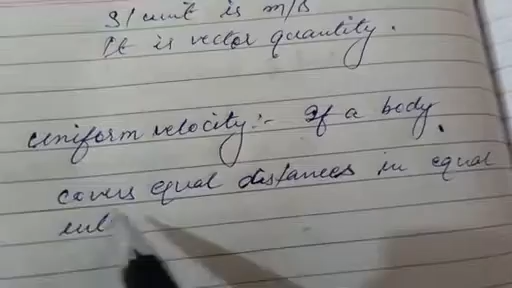 SI unit is m/s
It is vector quantity.
Uniform velocity:- If a body
covers equal distances in equal